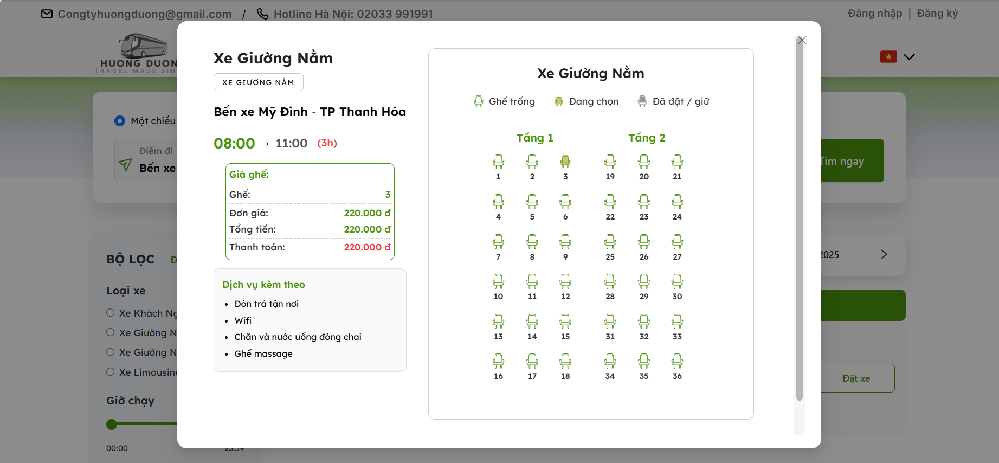 Congtyhuongduong@gmail.com / Hotline Hà Nội: 02033 991991
Đăng nhập | Đăng ký
HUONG DUON
TRAVEL MADE SIM
Một chiều
Điểm đi
Bến xe
Tìm ngay
BỘ LỌC Đ
Loại xe
Xe Khách Ng
Xe Giường N
Xe Giường N
Xe Limousine
Giờ chạy
00:00 23:59
2025
Đặt xe
Xe Giường Nằm
XE GIƯỜNG NẰM
Bến xe Mỹ Đình - TP Thanh Hóa
08:00 → 11:00 (3h)
Giá ghế:
Ghế: 3
Đơn giá: 220.000 đ
Tổng tiền: 220.000 đ
Thanh toán: 220.000 đ
Dịch vụ kèm theo
• Đón trả tận nơi
• Wifi
• Chăn và nước uống đóng chai
• Ghế massage
Xe Giường Nằm
Ghế trống Đang chọn Đã đặt / giữ
Tầng 1 Tầng 2
1 2 3 19 20 21
4 5 6 22 23 24
7 8 9 25 26 27
10 11 12 28 29 30
13 14 15 31 32 33
16 17 18 34 35 36